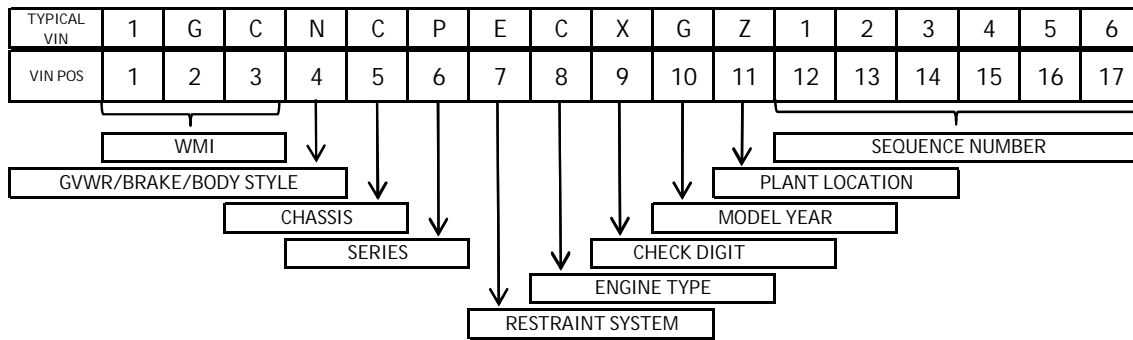 TYPICAL VIN 1 G C N C P E C X G Z 1 2 3 4 5 6
VIN POS 1 2 3 4 5 6 7 8 9 10 11 12 13 14 15 16 17
WMI SEQUENCE NUMBER
GVWR/BRAKE/BODY STYLE PLANT LOCATION
CHASSIS MODEL YEAR
SERIES CHECK DIGIT
ENGINE TYPE
RESTRAINT SYSTEM